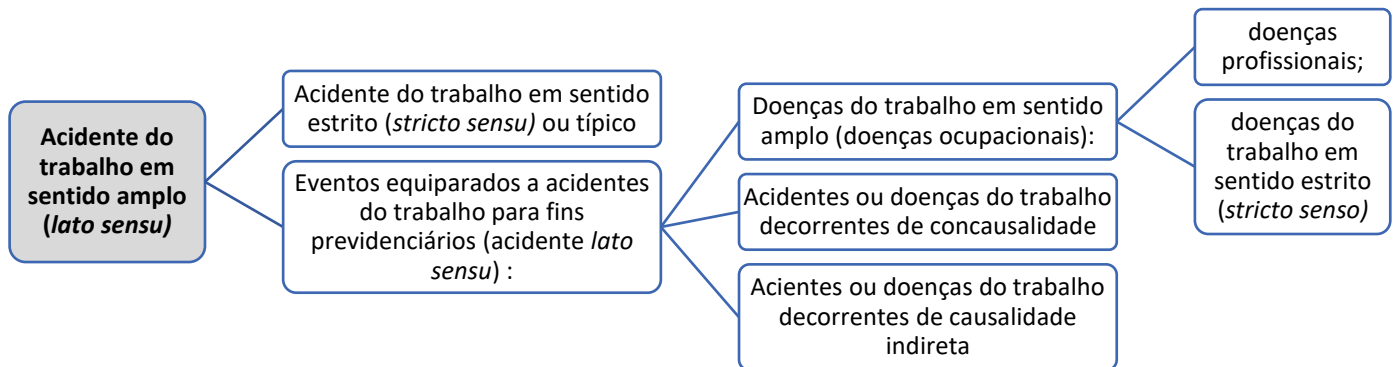 Acidente do
trabalho em
sentido amplo
(lato sensu)
Acidente do trabalho em sentido
estrito (stricto sensu) ou típico
Eventos equiparados a acidentes
do trabalho para fins
previdenciários (acidente lato
sensu) :
Doenças do trabalho em sentido
amplo (doenças ocupacionais):
Acidentes ou doenças do trabalho
decorrentes de concausalidade
Acientes ou doenças do trabalho
decorrentes de causalidade
indireta
doenças
profissionais;
doenças do
trabalho em
sentido estrito
(stricto senso)